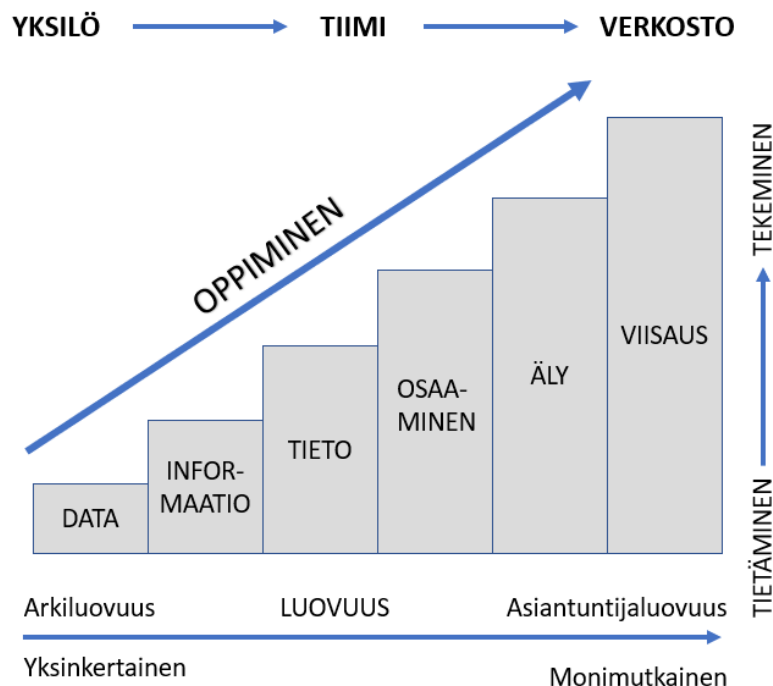 YKSILÖ TIIMI VERKOSTO
OPPIMINEN
DATA
INFOR-
MAATIO
TIETO
OSAA-
MINEN
ÄLY
VIISAUS
TEKEMINEN
TIETÄMINEN
Arkiluovuus LUOVUUS Asiantuntijaluovuus
Yksinkertainen Monimutkainen